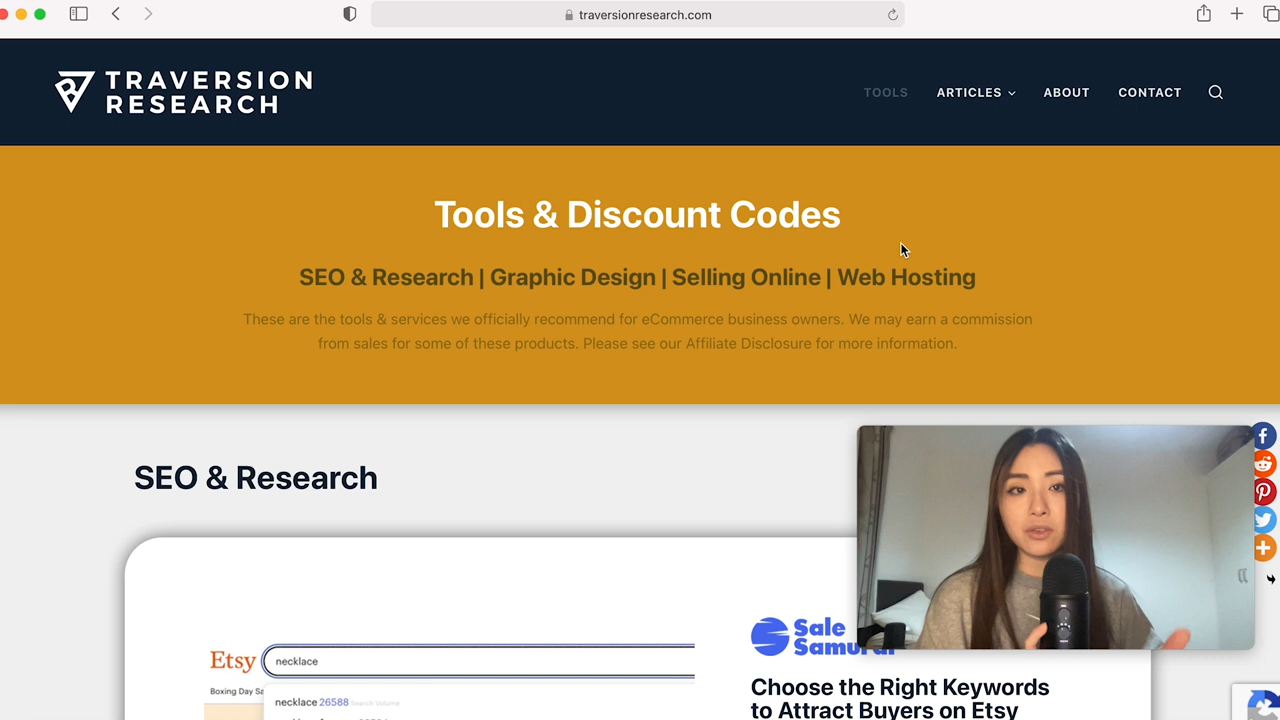 traversionresearch.com
TRAVERSION
RESEARCH
TOOLS
ARTICLES
ABOUT
CONTACT
Tools & Discount Codes
SEO & Research | Graphic Design | Selling Online | Web Hosting
These are the tools & services we officially recommend for eCommerce business owners. We may earn a commission
from sales for some of these products. Please see our Affiliate Disclosure for more information.
SEO & Research
Etsy
necklace
Boxing Day Sa
necklace 26588 Search Volume
Sale
Samurai
Choose the Right Keywords
to Attract Buyers on Etsy